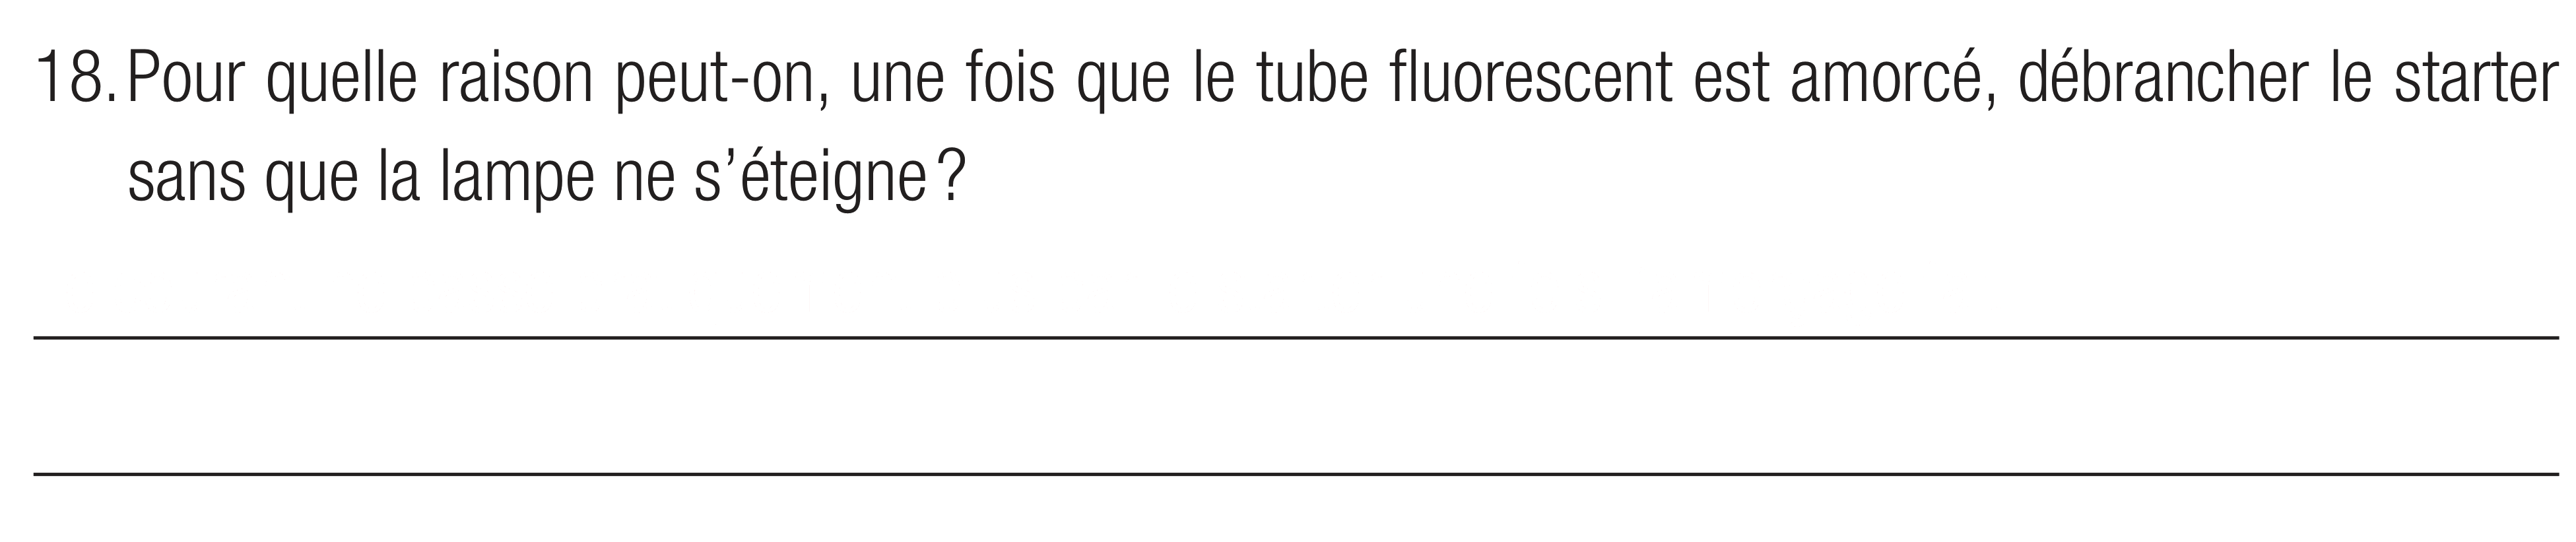 18. Pour quelle raison peut-on, une fois que le tube fluorescent est amorcé, débrancher le starter
sans que la lampe ne s’éteigne ?